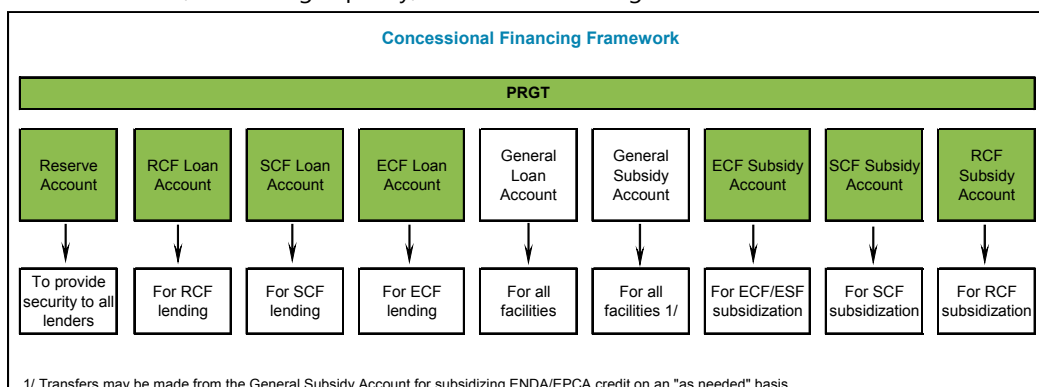 Concessional Financing Framework
PRGT
Reserve
Account
RCF Loan
Account
SCF Loan
Account
ECF Loan
Account
General
Loan
Account
General
Subsidy
Account
ECF Subsidy
Account
SCF Subsidy
Account
RCF
Subsidy
Account
To provide
security to all
lenders
For RCF
lending
For SCF
lending
For ECF
lending
For all
facilities
For all
facilities 1/
For ECF/ESF
subsidization
For SCF
subsidization
For RCF
subsidization
1/ Transfers may be made from the General Subsidy Account for subsidizing ENDA/EPCA credit on an "as needed" basis